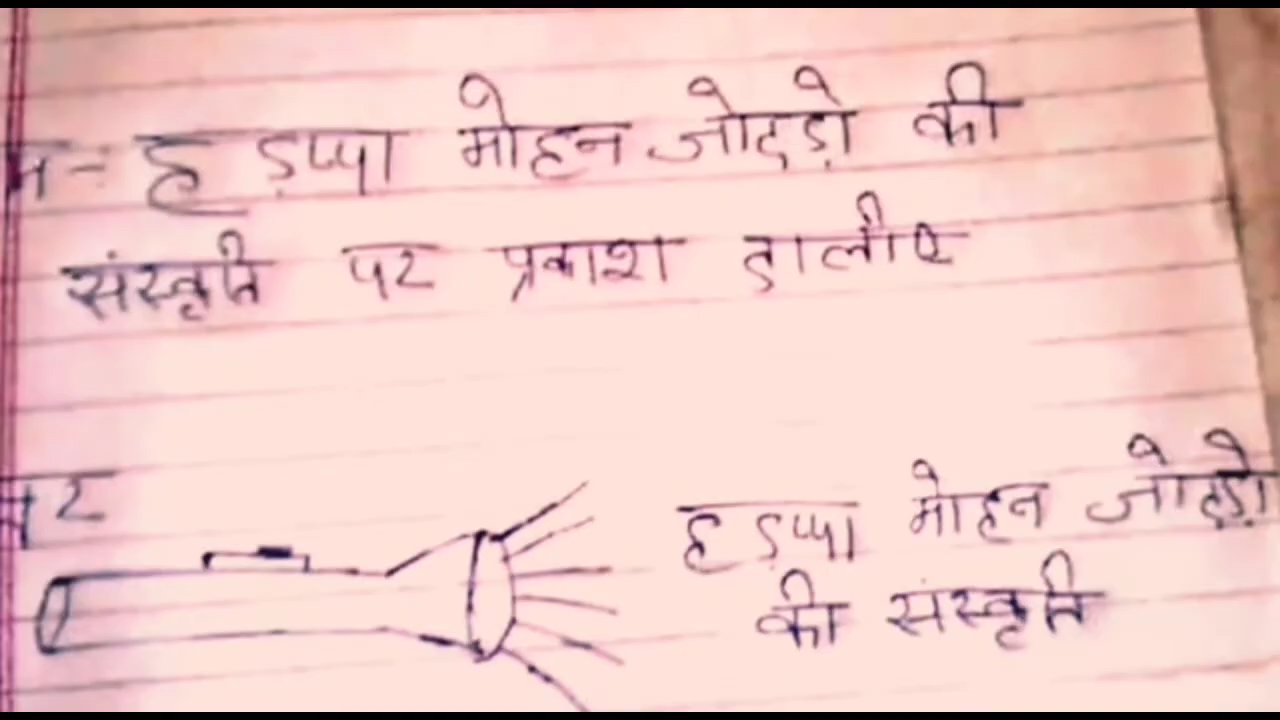 न - हड़प्पा मोहन जोदड़ो की
संस्कृति पर प्रकाश डालीए
हड़प्पा मोहन जोदड़ो
की संस्कृति